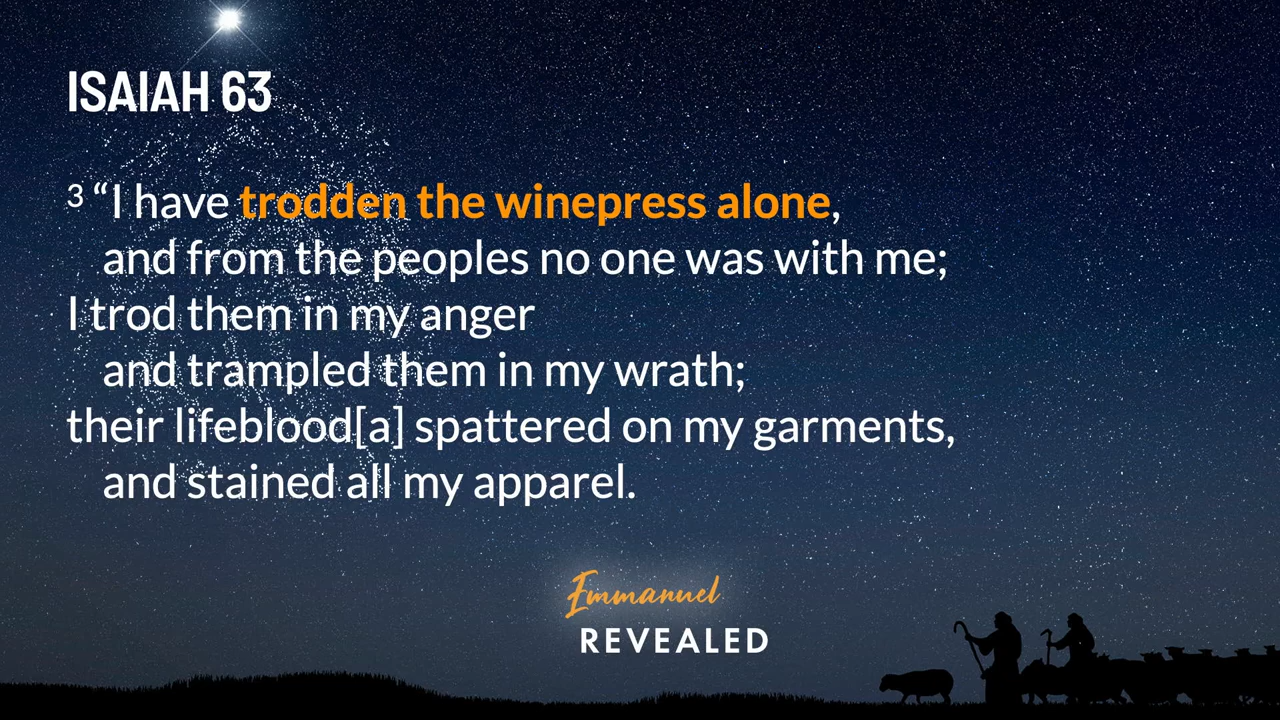 ISAIAH 63
3 “I have trodden the winepress alone,
and from the peoples no one was with me;
I trod them in my anger
and trampled them in my wrath;
their lifeblood[a] spattered on my garments,
and stained all my apparel.
Emmanuel
REVEALED